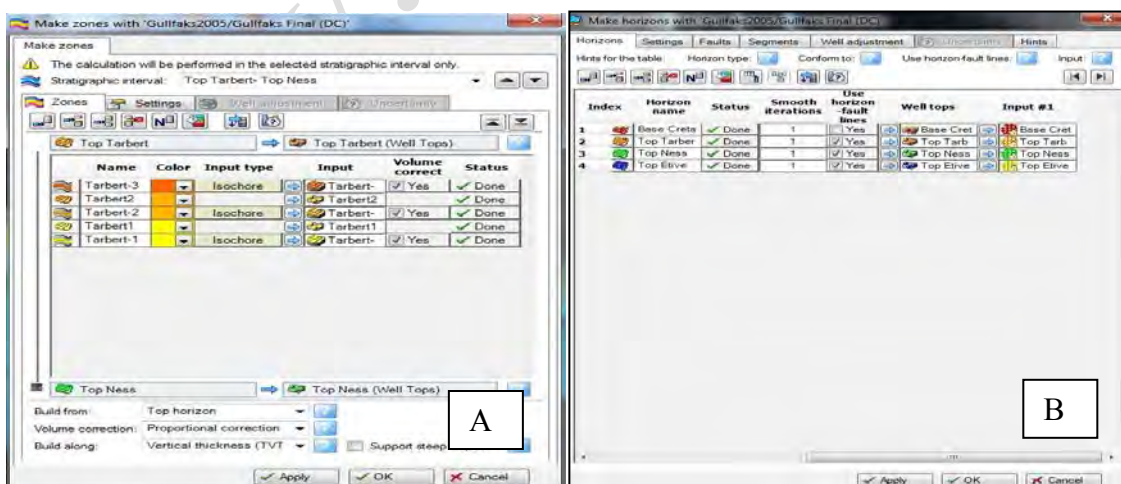 Make zones with 'Gullfaks2005/Gullfaks Final (DC)'
Make zones
The calculation will be performed in the selected stratigraphic interval only.
Stratigraphic interval: Top Tarbert- Top Ness
Zones Settings Well adjustment Uncertainty
Top Tarbert Top Tarbert (Well Tops)
Name Color Input type Input Volume correct Status
Tarbert-3 Isochore Tarbert- Yes Done
Tarbert2 Tarbert2 Done
Tarbert-2 Isochore Tarbert- Yes Done
Tarbert1 Tarbert1 Done
Tarbert-1 Isochore Tarbert- Yes Done
Top Ness Top Ness (Well Tops)
Build from: Top horizon
Volume correction: Proportional correction
Build along: Vertical thickness (TVT Support steep
A
Apply OK Cancel
Make horizons with 'Gullfaks2005/Gullfaks Final (DC)'
Horizons Settings Faults Segments Well adjustment Uncertainty Hints
Hints for the table: Horizon type: Conform to: Use horizon-fault lines: Input:
Index Horizon name Status Smooth iterations Use horizon -fault lines Well tops Input #1
1 Base Creta Done 1 Yes Base Cret Base Cret
2 Top Tarber Done 1 Yes Top Tarb Top Tarb
3 Top Ness Done 1 Yes Top Ness Top Ness
4 Top Etive Done 1 Yes Top Etive Top Etive
B
Apply OK Cancel